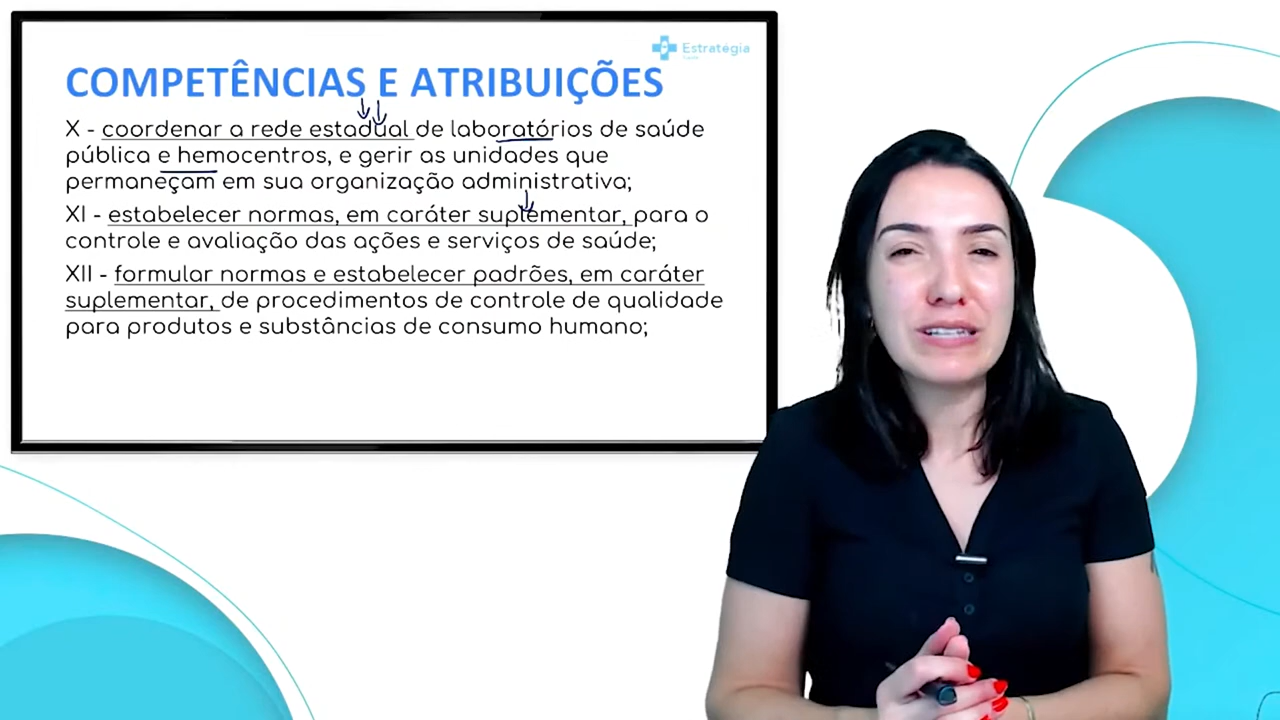 Estratégia
COMPETÊNCIAS E ATRIBUIÇÕES
X - coordenar a rede estadual de laboratórios de saúde
pública e hemocentros, e gerir as unidades que
permaneçam em sua organização administrativa;
XI - estabelecer normas, em caráter suplementar, para o
controle e avaliação das ações e serviços de saúde;
XII - formular normas e estabelecer padrões, em caráter
suplementar, de procedimentos de controle de qualidade
para produtos e substâncias de consumo humano;